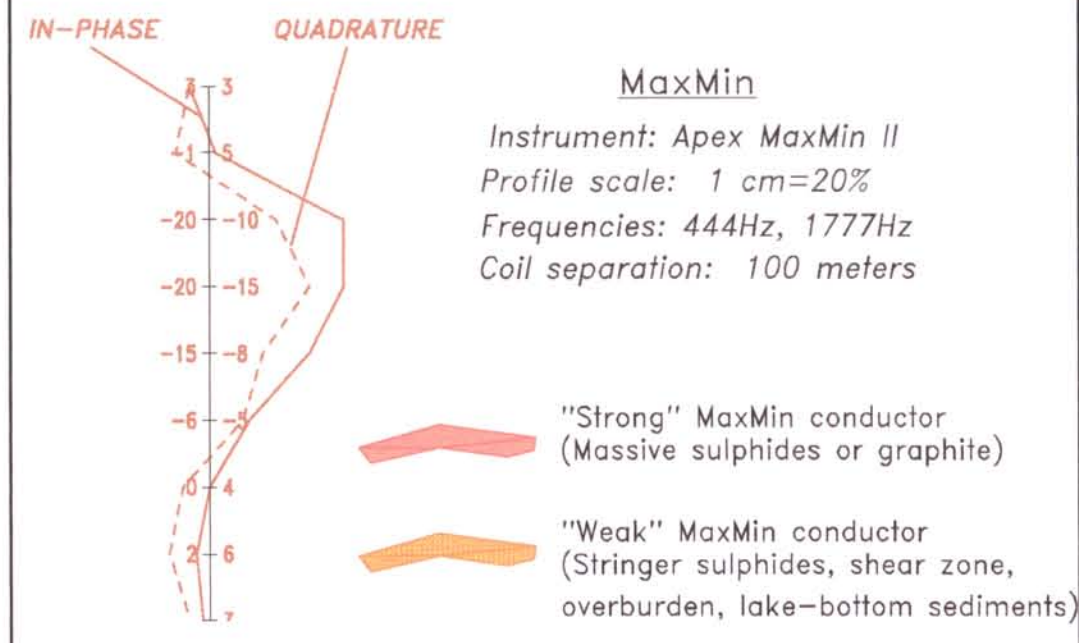 IN-PHASE QUADRATURE
MaxMin
Instrument: Apex MaxMin II
Profile scale: 1 cm=20%
Frequencies: 444Hz, 1777Hz
Coil separation: 100 meters
3 3
-1 5
-20 -10
-20 -15
-15 -8
-6 -5
0 4
2 6
"Strong" MaxMin conductor
(Massive sulphides or graphite)
"Weak" MaxMin conductor
(Stringer sulphides, shear zone,
overburden, lake-bottom sediments)